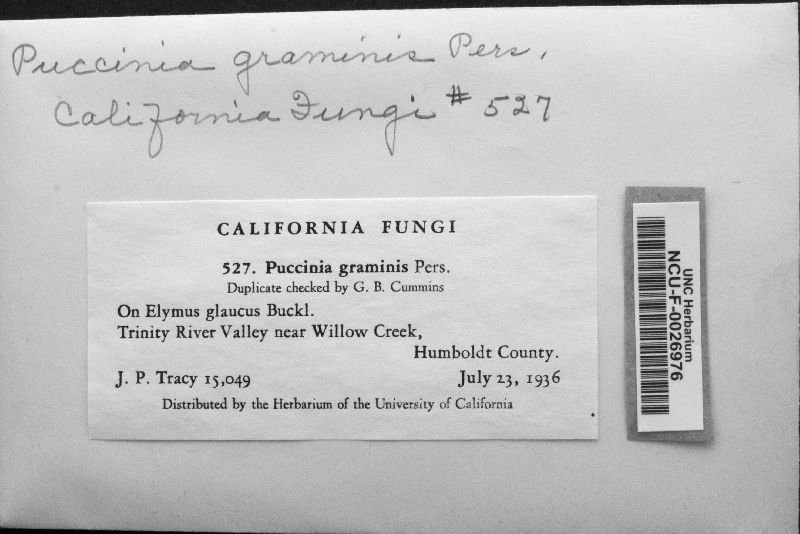 Puccinia graminis Pers.
California Fungi # 527
CALIFORNIA FUNGI
527. Puccinia graminis Pers.
Duplicate checked by G. B. Cummins
On Elymus glaucus Buckl.
Trinity River Valley near Willow Creek,
Humboldt County.
J. P. Tracy 15,049 July 23, 1936
Distributed by the Herbarium of the University of California
UNC Herbarium
NCU-F-0026976